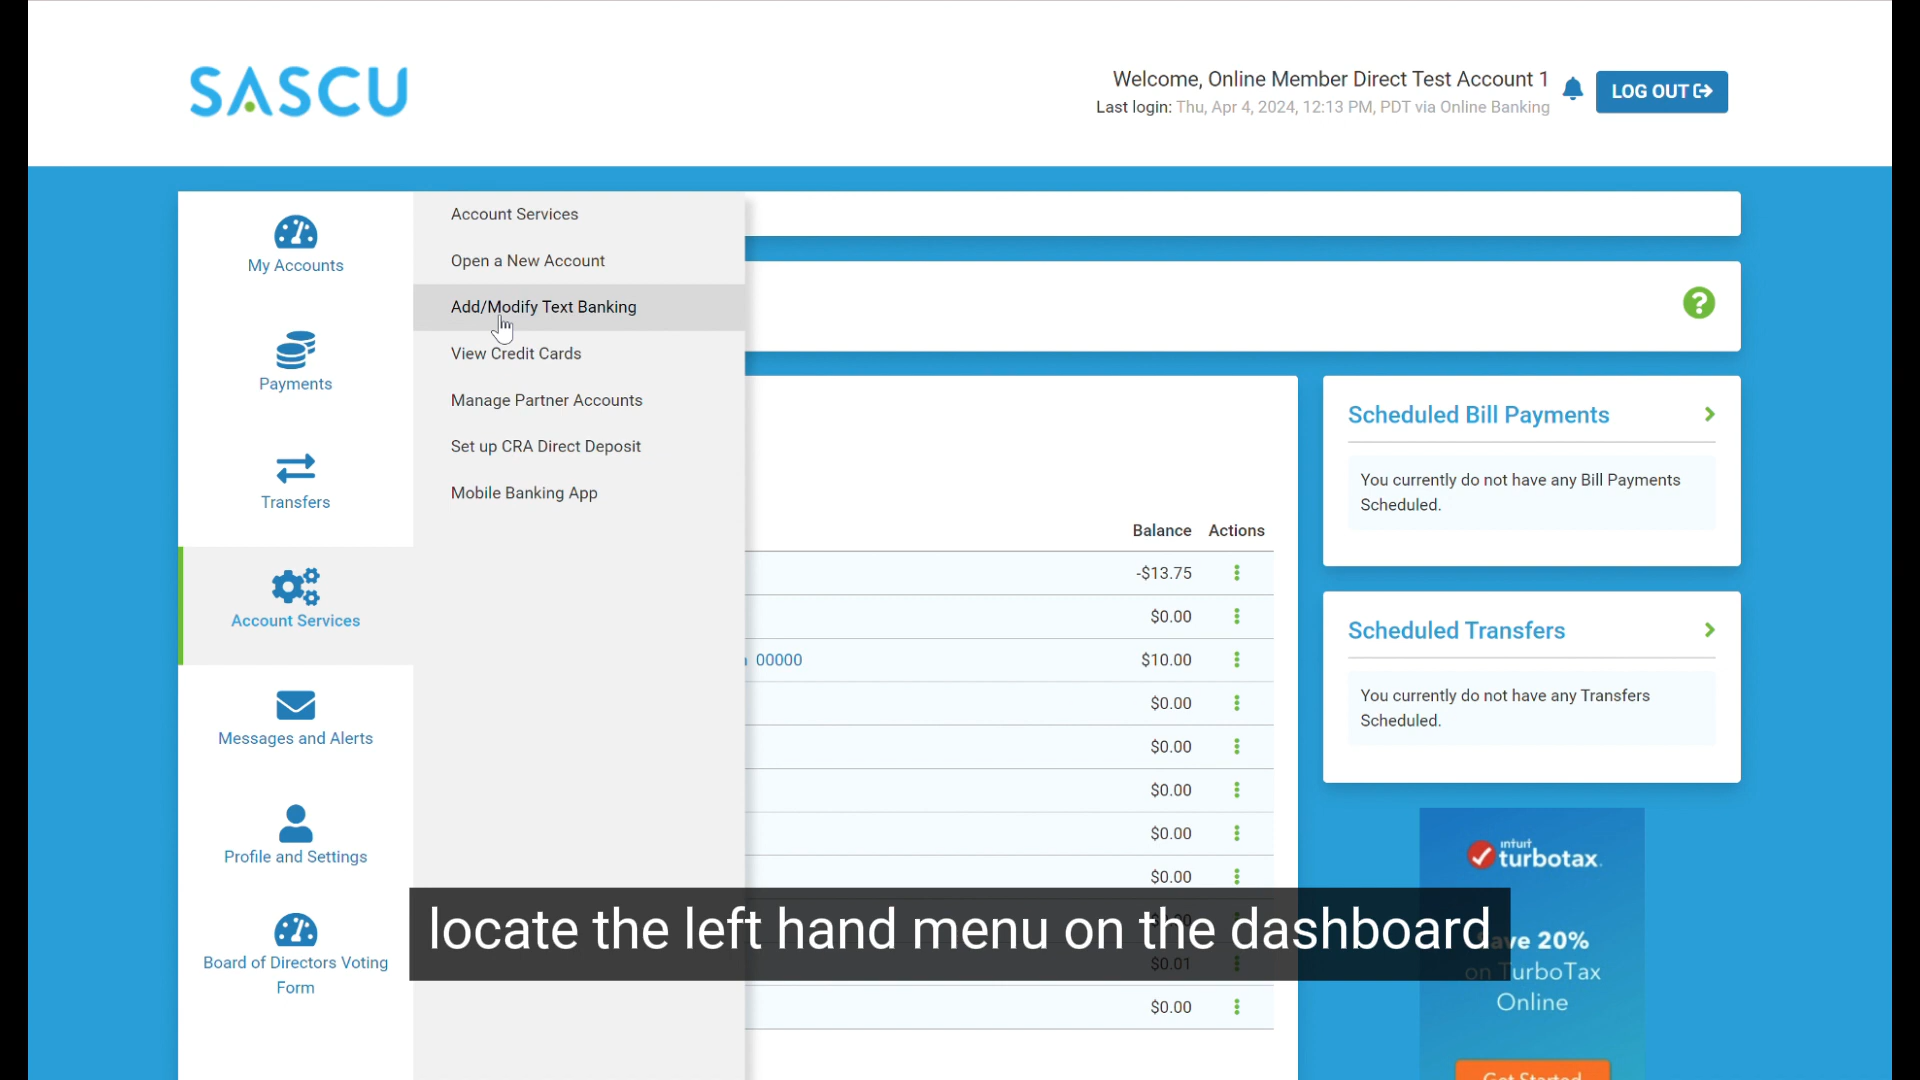 SASCU
Welcome, Online Member Direct Test Account 1
Last login: Thu, Apr 4, 2024, 12:13 PM, PDT via Online Banking
LOG OUT
My Accounts
Payments
Transfers
Account Services
Messages and Alerts
Profile and Settings
Board of Directors Voting
Form
Account Services
Open a New Account
Add/Modify Text Banking
View Credit Cards
Manage Partner Accounts
Set up CRA Direct Deposit
Mobile Banking App
Balance Actions
-$13.75
$0.00
00000 $10.00
$0.00
$0.00
$0.00
$0.00
$0.00
$0.01
$0.00
Scheduled Bill Payments
You currently do not have any Bill Payments
Scheduled.
Scheduled Transfers
You currently do not have any Transfers
Scheduled.
intuit
turbotax.
Save 20%
on TurboTax
Online
Get Started
locate the left hand menu on the dashboard